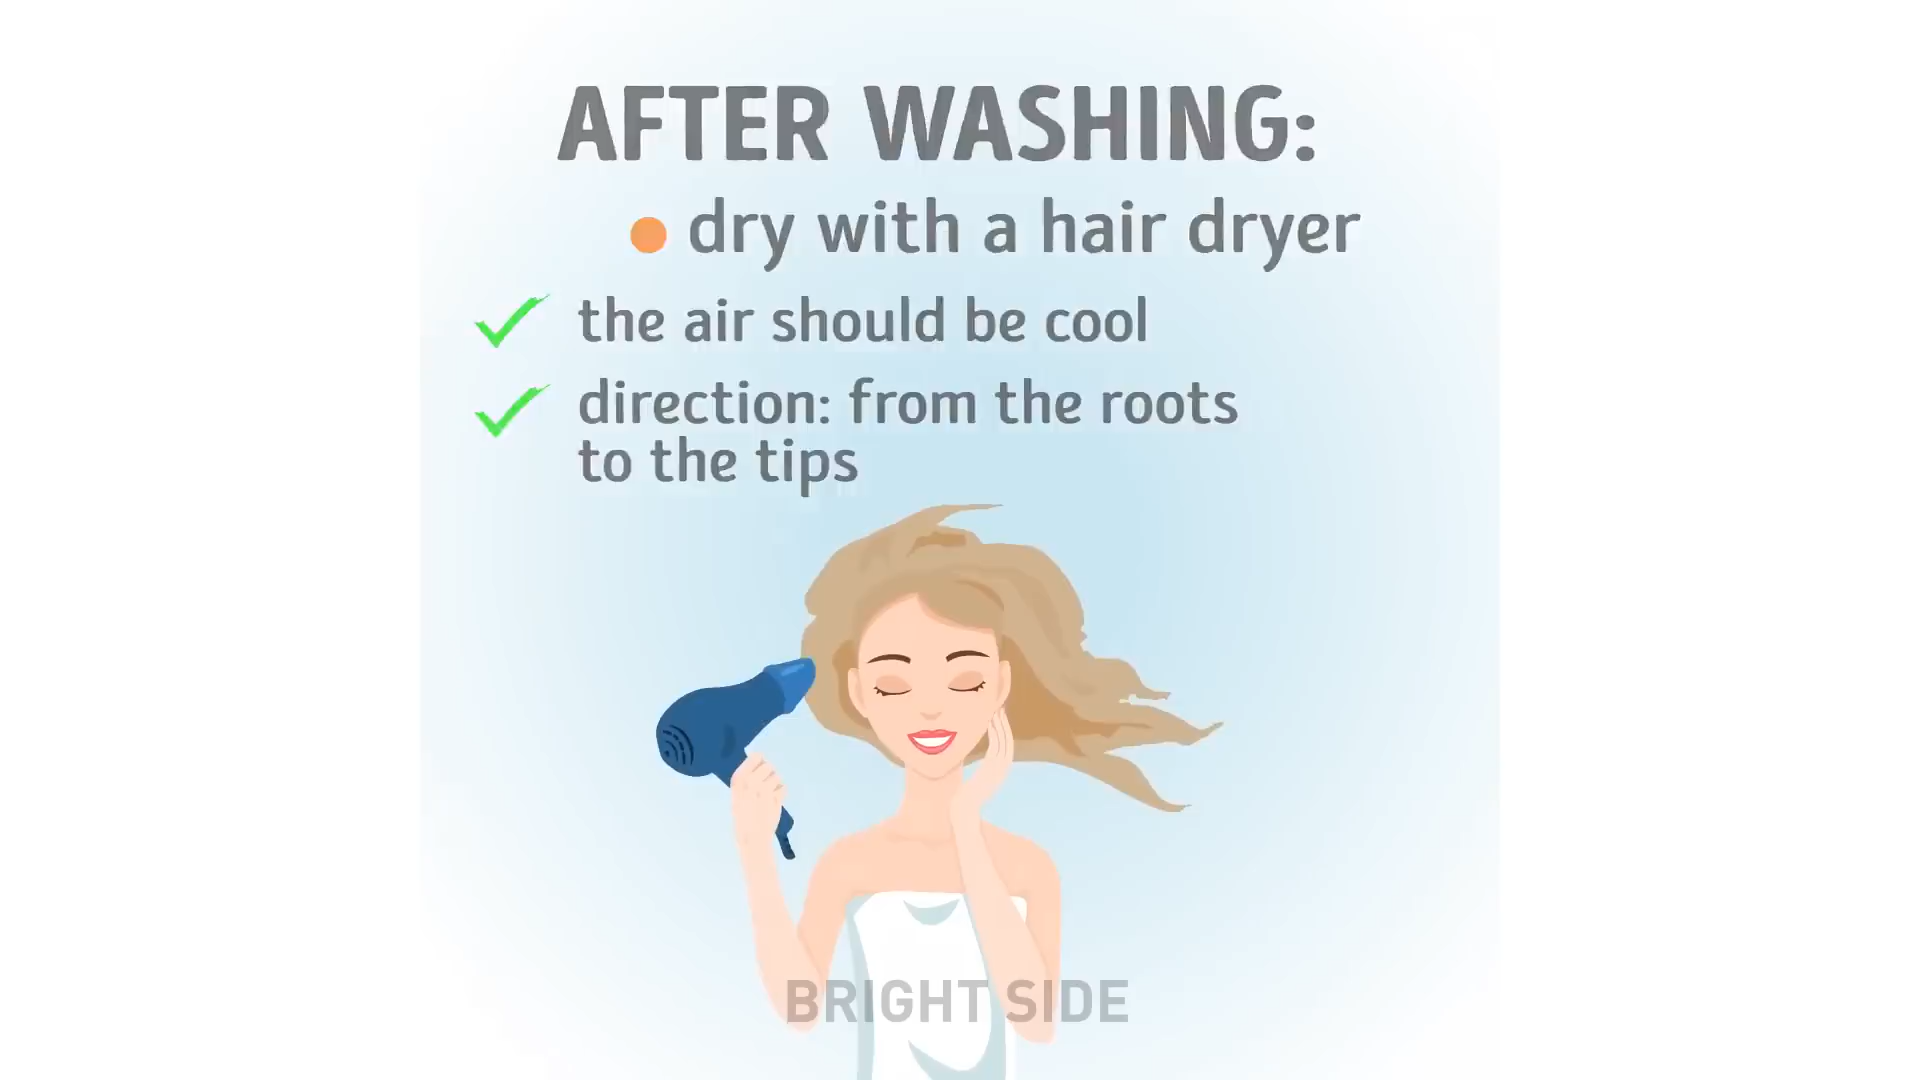 AFTER WASHING:
dry with a hair dryer
the air should be cool
direction: from the roots
to the tips
BRIGHT SIDE